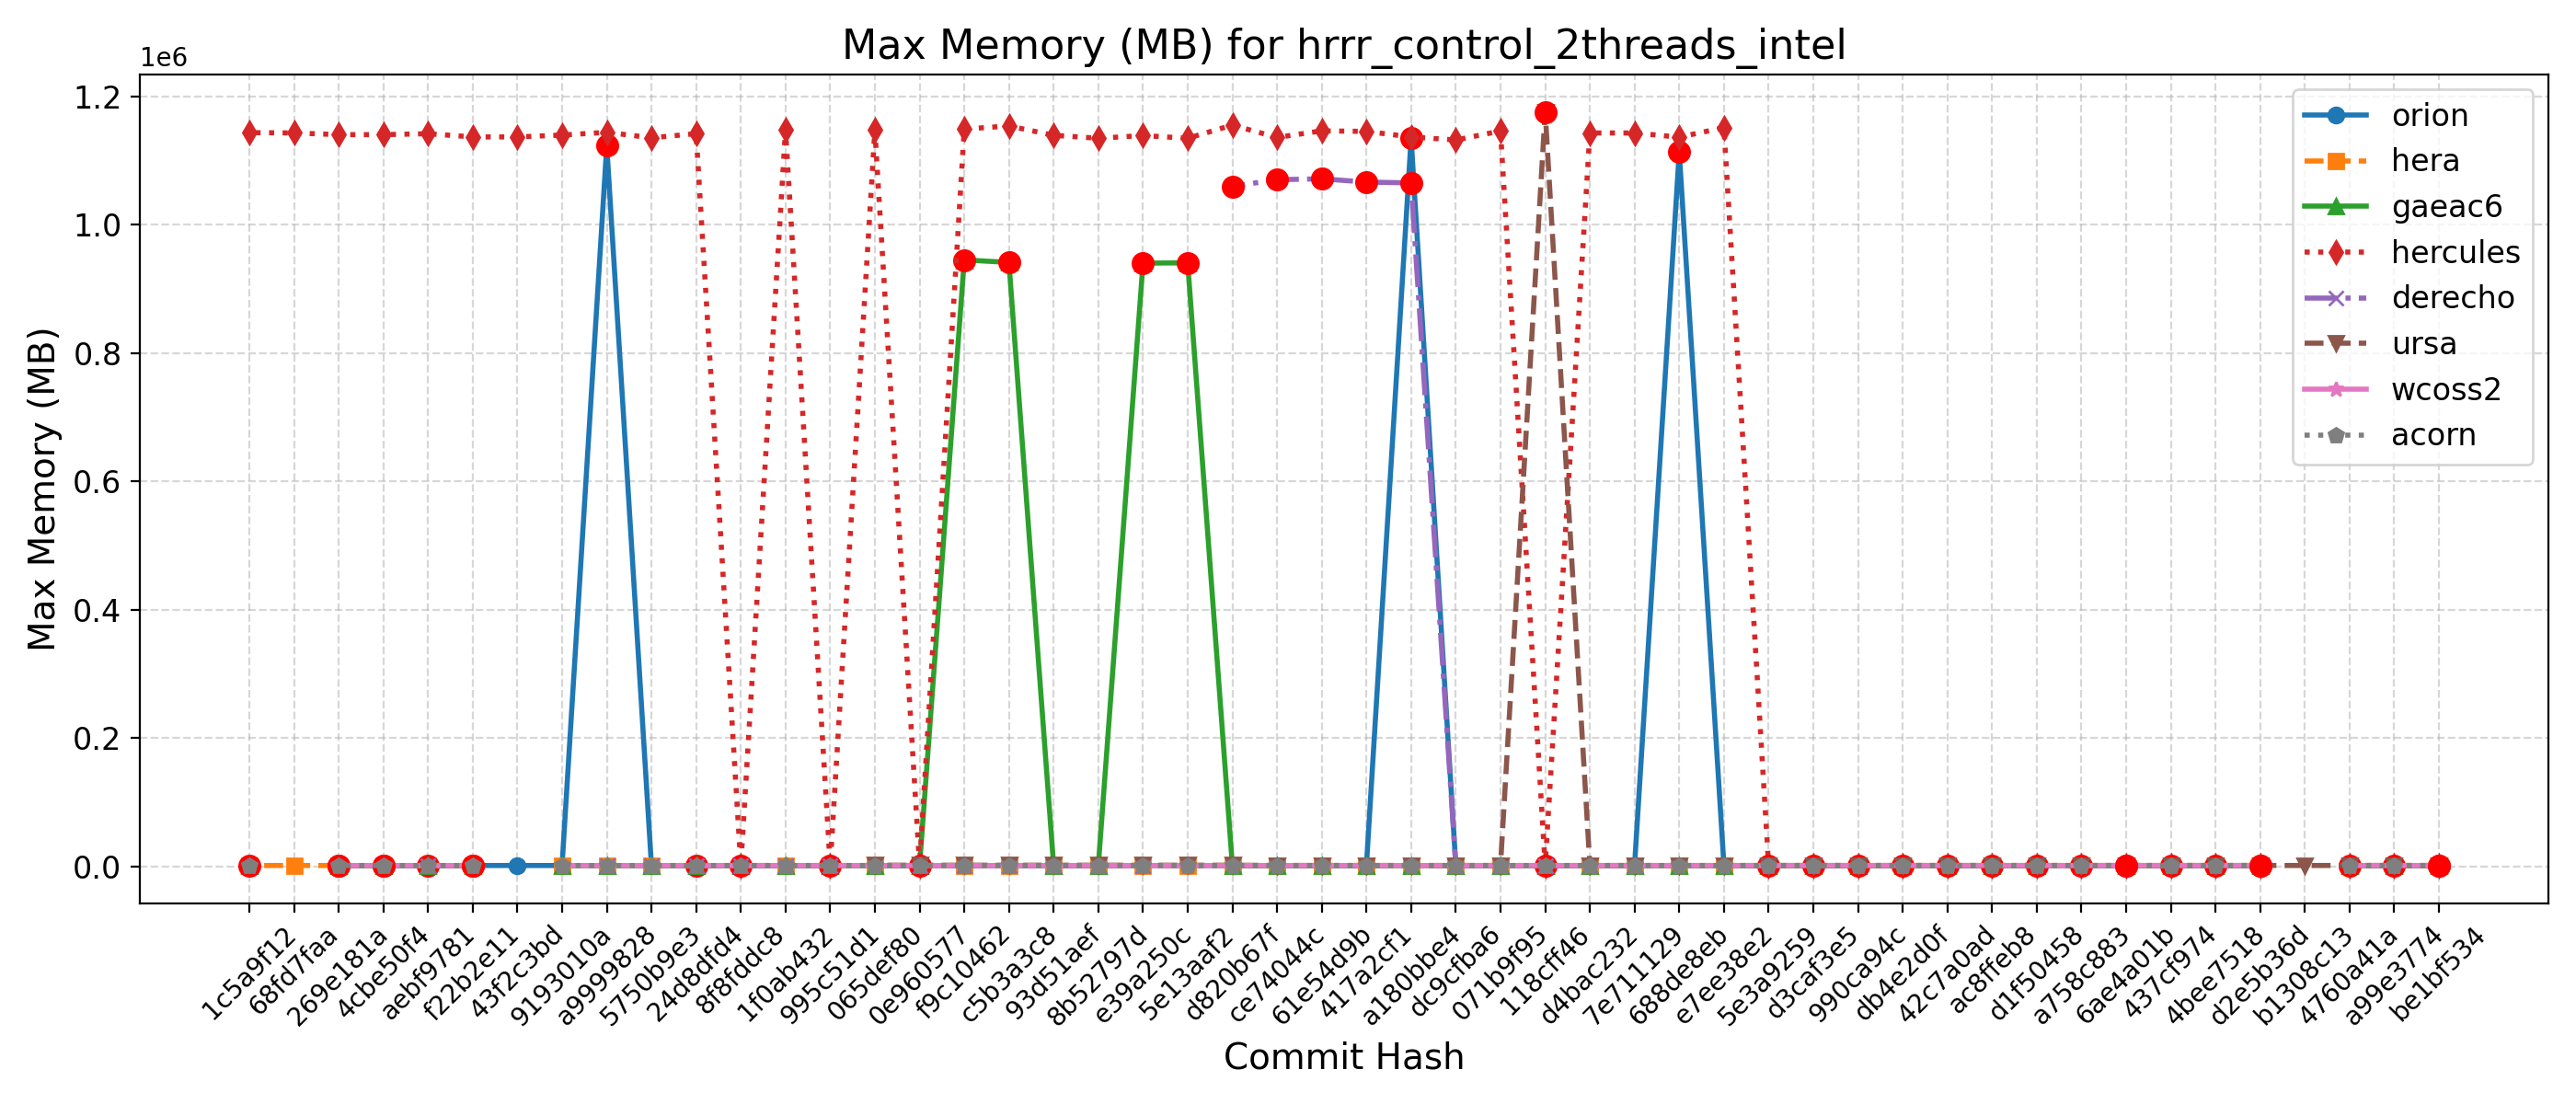 Max Memory (MB) for hrrr_control_2threads_intel
1e6
1.2
1.0
0.8
0.6
0.4
0.2
0.0
Max Memory (MB)
orion
hera
gaeac6
hercules
derecho
ursa
wcoss2
acorn
1c5a9f12
68fd7faa
269e181a
4cbe50f4
aebf9781
f22b2e11
43f2c3bd
9193010a
a9999828
5750b9e3
24d8dfd4
8f8fddc8
1f0ab432
995c51d1
065def80
0e960577
f9c10462
c5b3a3c8
93d51aef
8b52797d
e39a250c
5e13aaf2
d820b67f
ce74044c
61e54d9b
417a2cf1
a180bbe4
dc9cfba6
071b9f95
118cff46
d4bac232
7e711129
688de8eb
e7ee38e2
5e3a9259
d3caf3e5
990ca94c
db4e2d0f
42c7a0ad
ac8ffeb8
d1f50458
a758c883
6ae4a01b
437cf974
4bee7518
d2e5b36d
b1308c13
4760a41a
a99e3774
be1bf534
Commit Hash